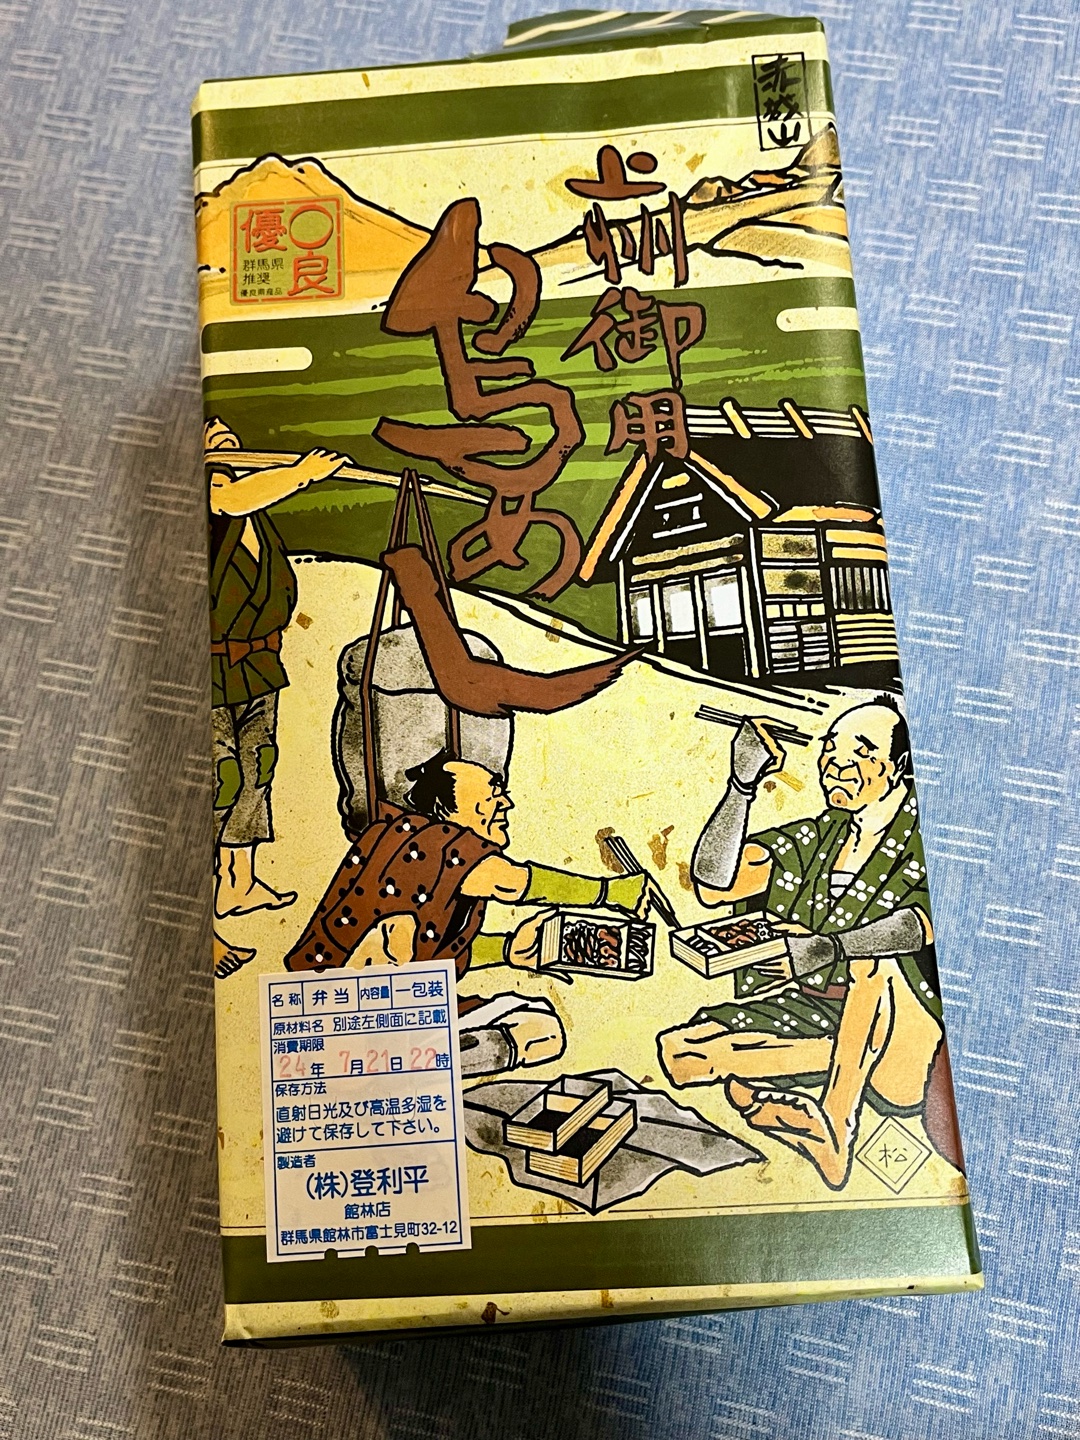 赤城山
上州御用
鳥めし
優良
群馬県
推奨
優良県産品
松
名称 弁当 内容量 一包装
原材料名 別途左側面に記載
消費期限
24年 7月21日 22時
保存方法
直射日光及び高温多湿を
避けて保存して下さい。
製造者
(株)登利平
館林店
群馬県館林市富士見町32-12